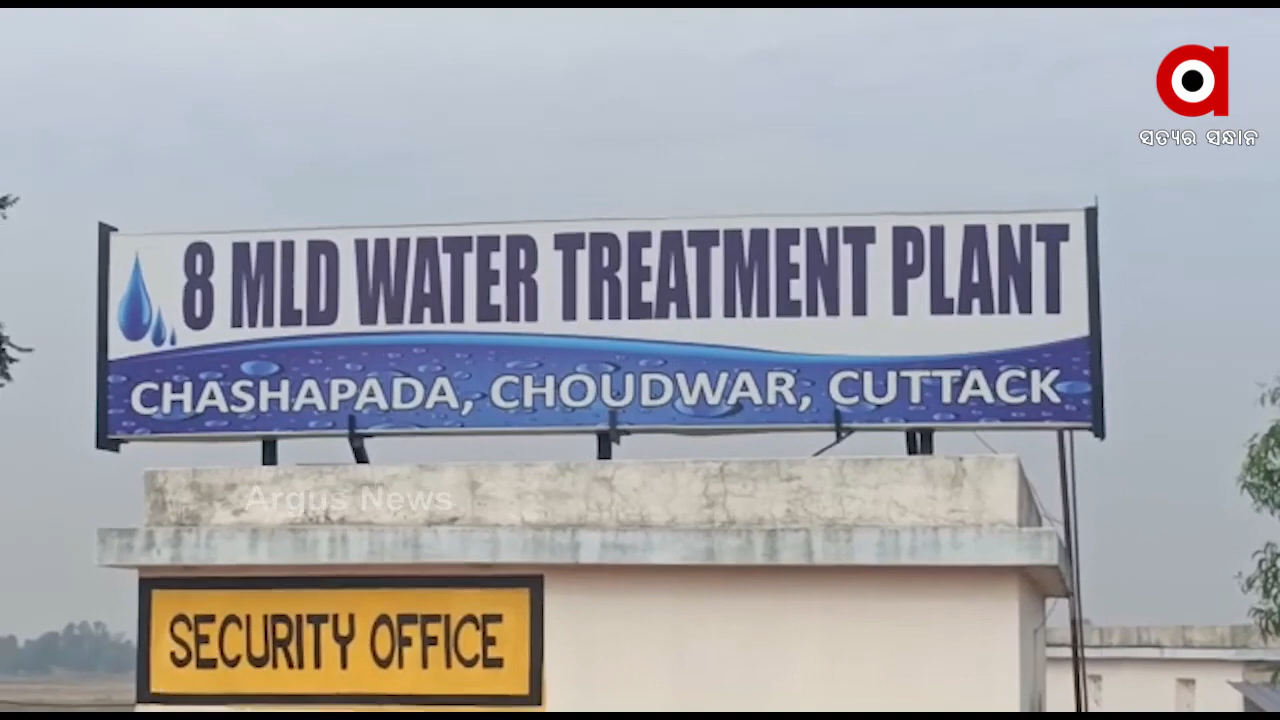 ସତ୍ୟର ସନ୍ଧାନ
8 MLD WATER TREATMENT PLANT
CHASHAPADA, CHOUDWAR, CUTTACK
Argus News
SECURITY OFFICE